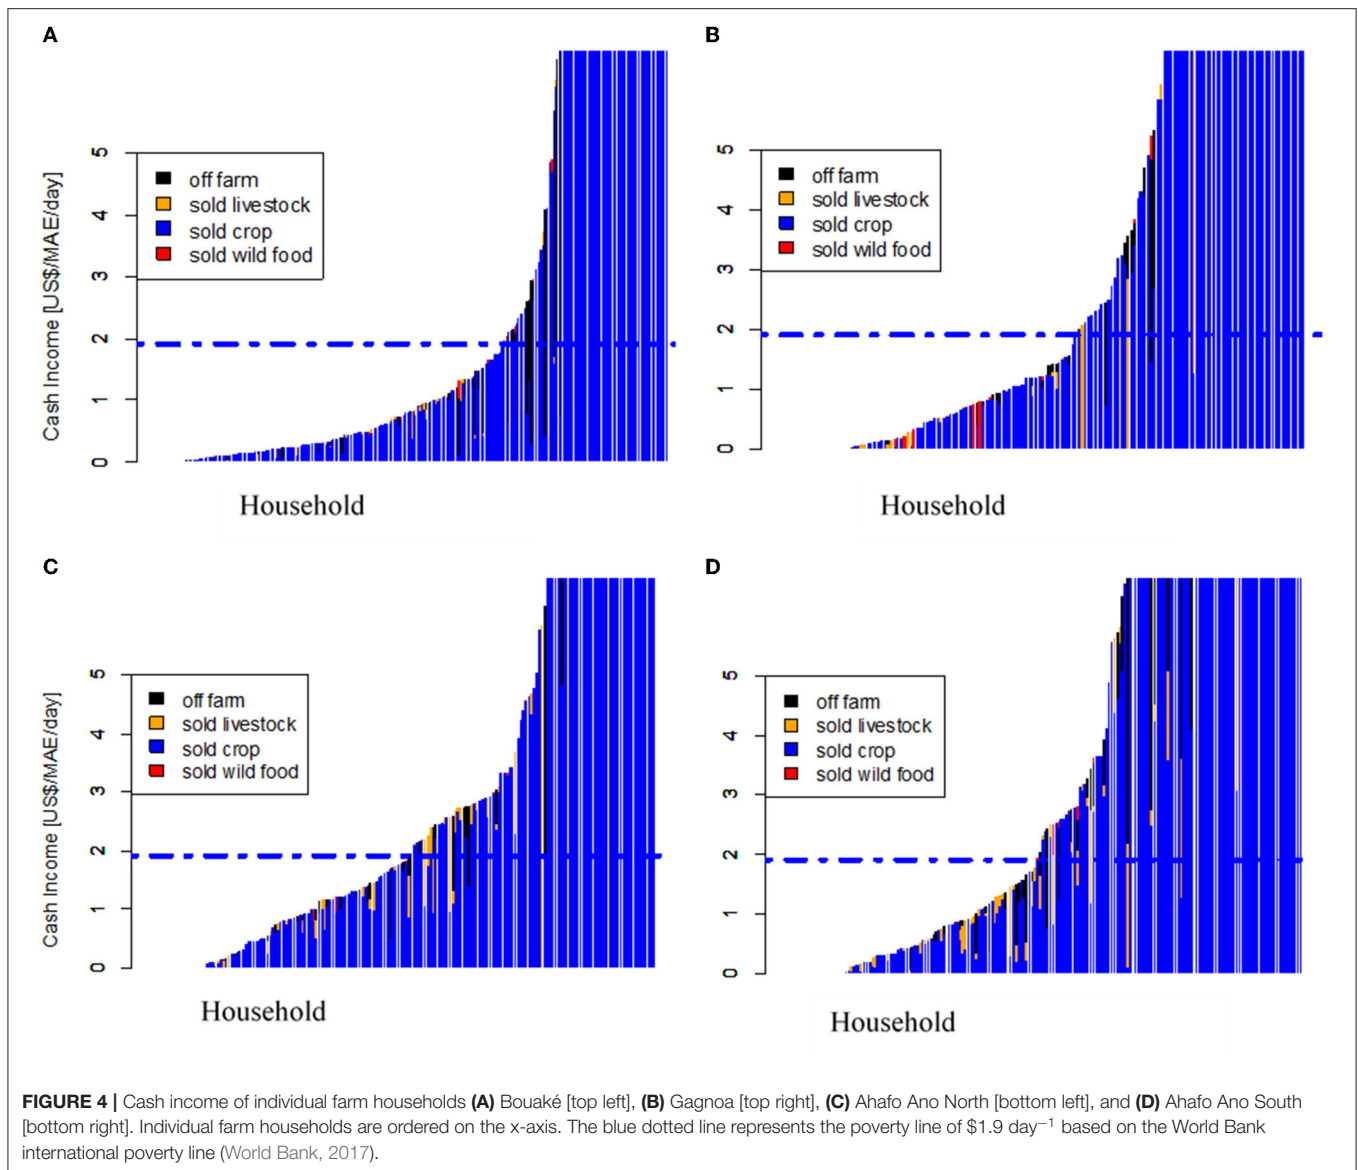 A
Cash Income [US$/MAE/day]
5
4
3
2
1
0
off farm
sold livestock
sold crop
sold wild food
Household
B
5
4
3
2
1
0
off farm
sold livestock
sold crop
sold wild food
Household
C
Cash Income [US$/MAE/day]
5
4
3
2
1
0
off farm
sold livestock
sold crop
sold wild food
Household
D
5
4
3
2
1
0
off farm
sold livestock
sold crop
sold wild food
Household
FIGURE 4 | Cash income of individual farm households (A) Bouaké [top left], (B) Gagnoa [top right], (C) Ahafo Ano North [bottom left], and (D) Ahafo Ano South
[bottom right]. Individual farm households are ordered on the x-axis. The blue dotted line represents the poverty line of $1.9 day⁻¹ based on the World Bank
international poverty line (World Bank, 2017).